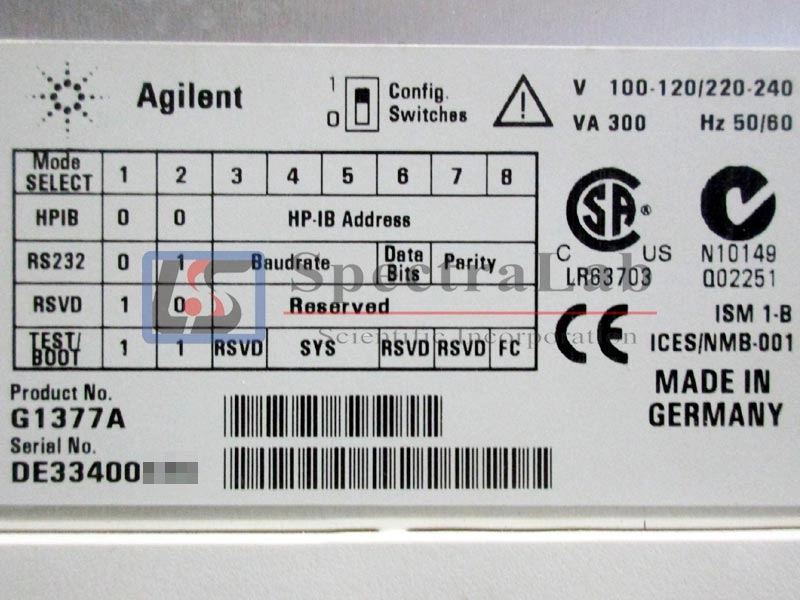 Agilent
1
0
Config.
Switches
V 100-120/220-240
VA 300 Hz 50/60
Mode
SELECT 1 2 3 4 5 6 7 8
HPIB 0 0 HP-IB Address
RS232 0 1 Baudrate Data Bits Parity
RSVD 1 0 Reserved
TEST/
BOOT 1 1 RSVD SYS RSVD RSVD FC
SA ®
C US
LR63703
N10149
Q02251
CE
ISM 1-B
ICES/NMB-001
MADE IN
GERMANY
Product No.
G1377A
Serial No.
DE33400
SpectraLab
Scientific Incorporation